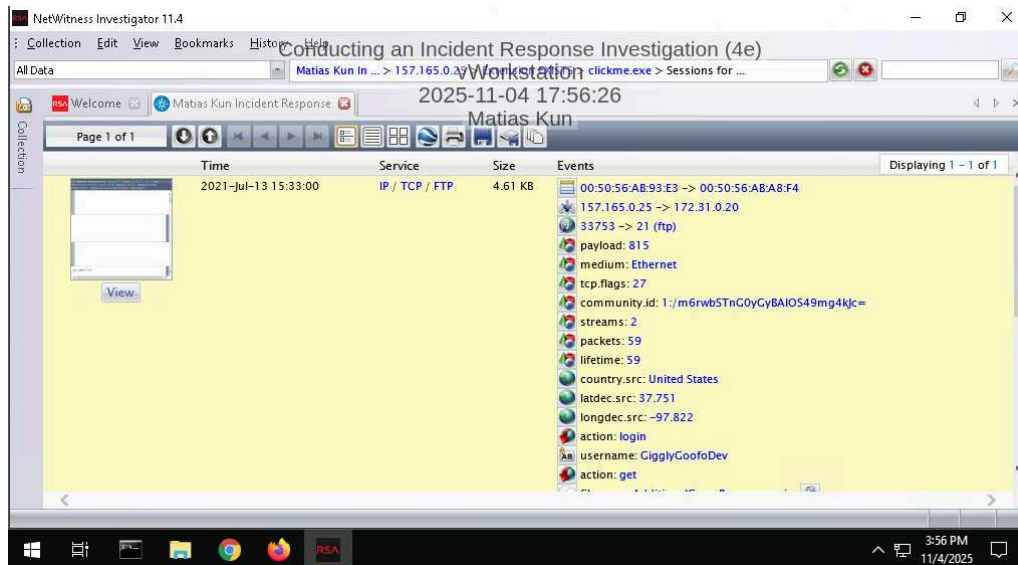 RSA NetWitness Investigator 11.4
Collection Edit View Bookmarks History Help
Conducting an Incident Response Investigation (4e)
All Data
Matias Kun In ... > 157.165.0.25 > clickme.exe > Sessions for ...
vWorkstation
2025-11-04 17:56:26
Matias Kun
RSA Welcome
Matias Kun Incident Response
Collection
Page 1 of 1
Time Service Size Events Displaying 1 - 1 of 1
2021-Jul-13 15:33:00 IP / TCP / FTP 4.61 KB
View
00:50:56:AB:93:E3 -> 00:50:56:AB:A8:F4
157.165.0.25 -> 172.31.0.20
33753 -> 21 (ftp)
payload: 815
medium: Ethernet
tcp.flags: 27
community.id: 1:/m6rwbSTnG0yGyBAIOS49mg4kJc=
streams: 2
packets: 59
lifetime: 59
country.src: United States
latdec.src: 37.751
longdec.src: -97.822
action: login
username: GigglyGoofoDev
action: get
RSA
3:56 PM
11/4/2025